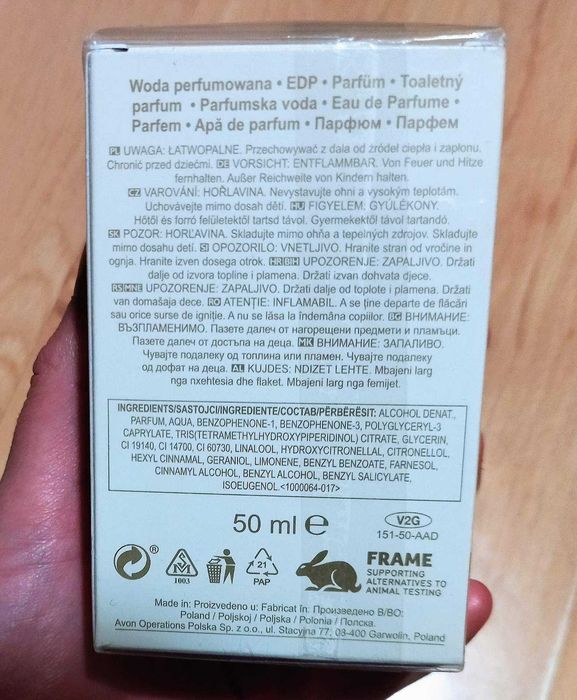 Woda perfumowana • EDP • Parfüm • Toaletný
parfum • Parfumska voda • Eau de Parfume •
Parfem • Apă de parfum • Парфюм • Парфем
PL UWAGA: ŁATWOPALNE. Przechowywać z dala od źródeł ciepła i zapłonu.
Chronić przed dziećmi. DE VORSICHT: ENTFLAMMBAR. Von Feuer und Hitze
fernhalten. Außer Reichweite von Kindern halten.
CZ VAROVÁNÍ: HOŘLAVINA. Nevystavujte ohni a vysokým teplotám.
Uchovávejte mimo dosah dětí. HU FIGYELEM: GYÚLÉKONY.
Hőtől és forró felületektől tartsd távol. Gyermekektől távol tartandó.
SK POZOR: HORĽAVINA. Skladujte mimo ohňa a tepelných zdrojov. Skladujte
mimo dosahu detí. SI OPOZORILO: VNETLJIVO. Hranite stran od vročine in
ognja. Hranite izven dosega otrok. HR/BIH UPOZORENJE: ZAPALJIVO. Držati
dalje od izvora topline i plamena. Držati izvan dohvata djece.
RS/MNE UPOZORENJE: ZAPALJIVO. Držati dalje od toplote i plamena. Držati
van domašaja dece. RO ATENȚIE: INFLAMABIL. A se ține departe de flăcări
sau orice surse de igniție. A nu se lăsa la îndemâna copiilor. BG ВНИМАНИЕ:
ВЪЗПЛАМЕНИМО. Пазете далеч от нагорещени предмети и пламъци.
Пазете далеч от достъпа на деца. MK ВНИМАНИЕ: ЗАПАЛИВО.
Чувајте подалеку од топлина или пламен. Чувајте подалеку
од дофат на деца. AL KUJDES: NDIZET LEHTE. Mbajeni larg
nga nxehtesia dhe flaket. Mbajeni larg nga femijet.
INGREDIENTS/SASTOJCI/INGREDIENTE/СЪСТАВ/PËRBËRËSIT: ALCOHOL DENAT.,
PARFUM, AQUA, BENZOPHENONE-1, BENZOPHENONE-3, POLYGLYCERYL-3
CAPRYLATE, TRIS(TETRAMETHYLHYDROXYPIPERIDINOL) CITRATE, GLYCERIN,
CI 19140, CI 14700, CI 60730, LINALOOL, HYDROXYCITRONELLAL, CITRONELLOL,
HEXYL CINNAMAL, GERANIOL, LIMONENE, BENZYL BENZOATE, FARNESOL,
CINNAMYL ALCOHOL, BENZYL ALCOHOL, BENZYL SALICYLATE,
ISOEUGENOL.<1000064-017>
50 ml e
V2G
151-50-AAD
®
SM
1003
21
PAP
FRAME
SUPPORTING
ALTERNATIVES TO
ANIMAL TESTING
Made in: Proizvedeno u: Fabricat în: Произведено В/ВО:
Poland / Poljskoj / Poljska / Polonia / Полска
Avon Operations Polska Sp. z o.o., ul. Stacyjna 77, 08-400 Garwolin, Poland